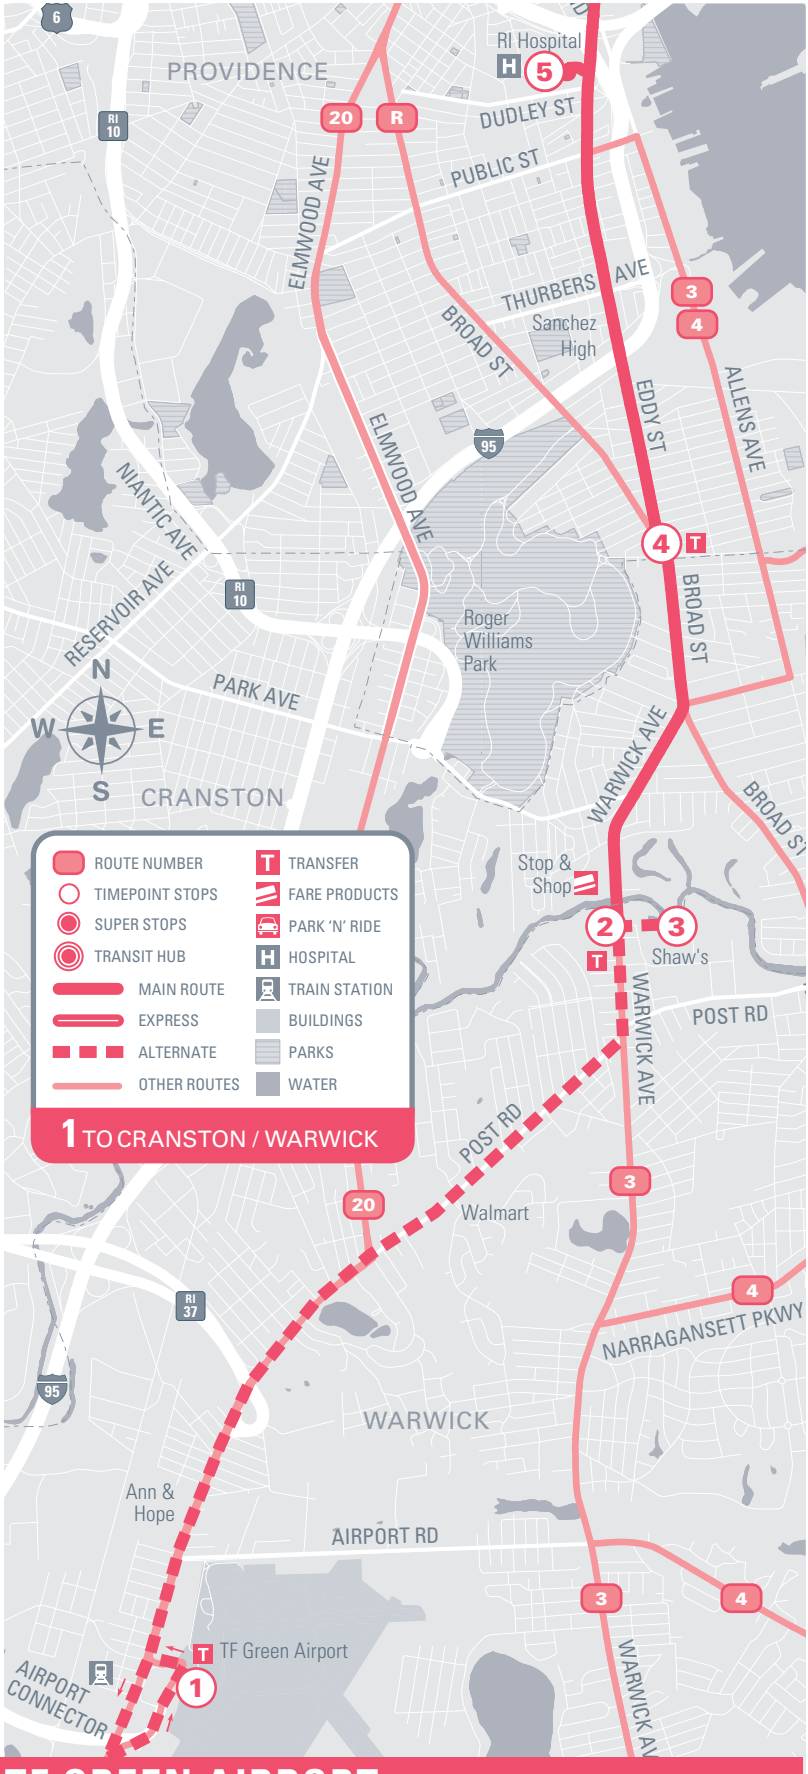 6
PROVIDENCE
RI Hospital
H
5
RI
10
20
R
DUDLEY ST
PUBLIC ST
ELMWOOD AVE
THURBERS AVE
3
4
Sanchez
High
BROAD ST
EDDY ST
ALLENS AVE
ELMWOOD AVE
95
NIANTIC AVE
4
T
RESERVOIR AVE
RI
10
BROAD ST
Roger
Williams
Park
N
W
E
S
PARK AVE
WARWICK AVE
CRANSTON
BROAD ST
Stop &
Shop
2
3
T
Shaw's
WARWICK AVE
POST RD
ROUTE NUMBER
TIMEPOINT STOPS
SUPER STOPS
TRANSIT HUB
MAIN ROUTE
EXPRESS
ALTERNATE
OTHER ROUTES
T TRANSFER
FARE PRODUCTS
PARK ‘N’ RIDE
H HOSPITAL
TRAIN STATION
BUILDINGS
PARKS
WATER
1 TO CRANSTON / WARWICK
POST RD
3
20
Walmart
4
RI
37
NARRAGANSETT PKWY
95
WARWICK
Ann &
Hope
AIRPORT RD
3
4
T
TF Green Airport
1
AIRPORT
CONNECTOR
WARWICK AV
TF GREEN AIRPORT